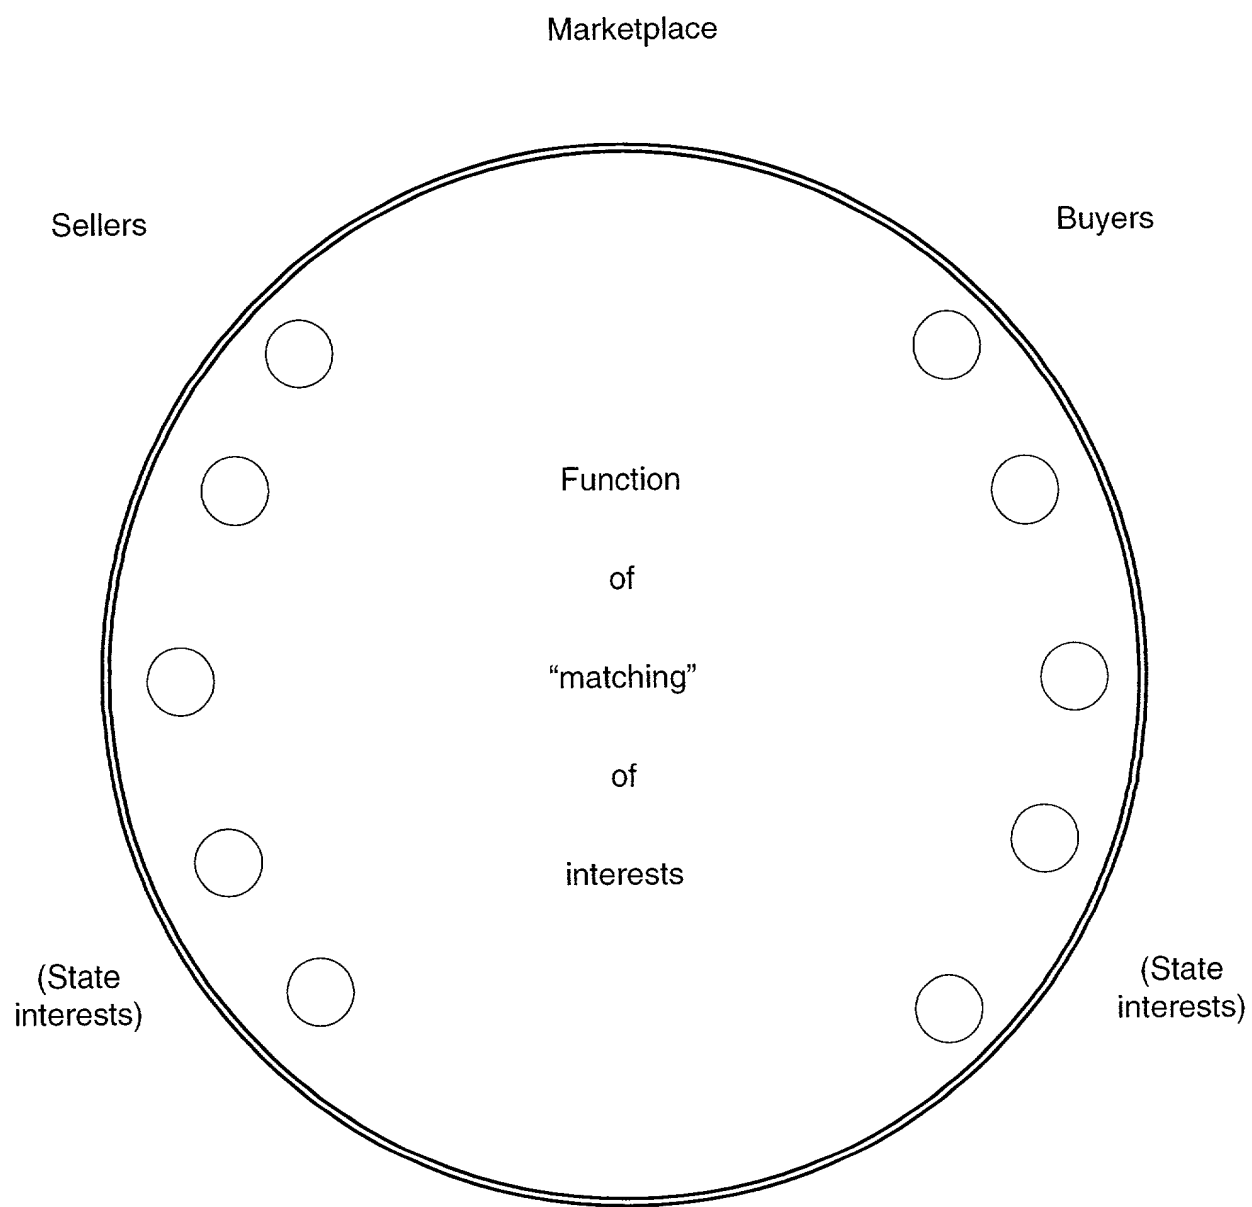 Marketplace
Sellers
Buyers
Function
of
“matching”
of
interests
(State
interests)
(State
interests)